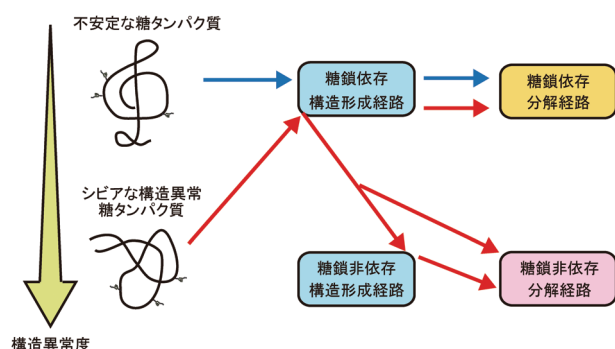 不安定な糖タンパク質
糖鎖依存
構造形成経路
糖鎖依存
分解経路
シビアな構造異常
糖タンパク質
糖鎖非依存
構造形成経路
糖鎖非依存
分解経路
構造異常度